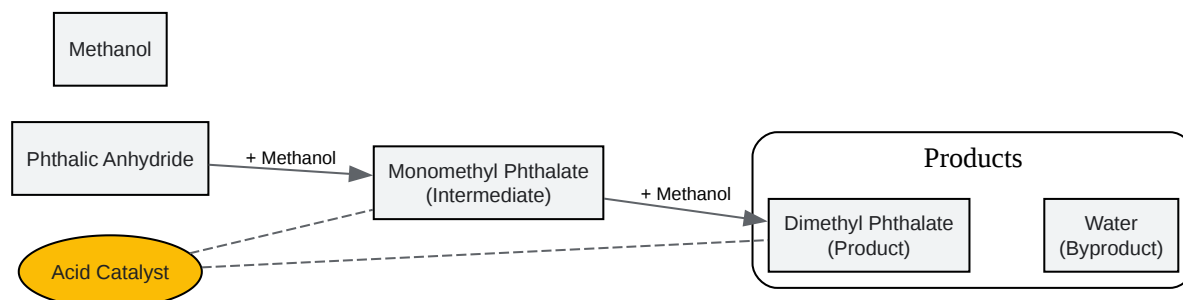 Methanol
Phthalic Anhydride
+ Methanol
Monomethyl Phthalate
(Intermediate)
+ Methanol
Products
Dimethyl Phthalate
(Product)
Water
(Byproduct)
Acid Catalyst